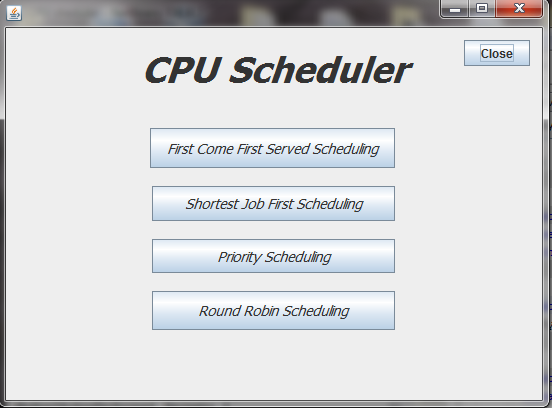 CPU Scheduler
Close
First Come First Served Scheduling
Shortest Job First Scheduling
Priority Scheduling
Round Robin Scheduling